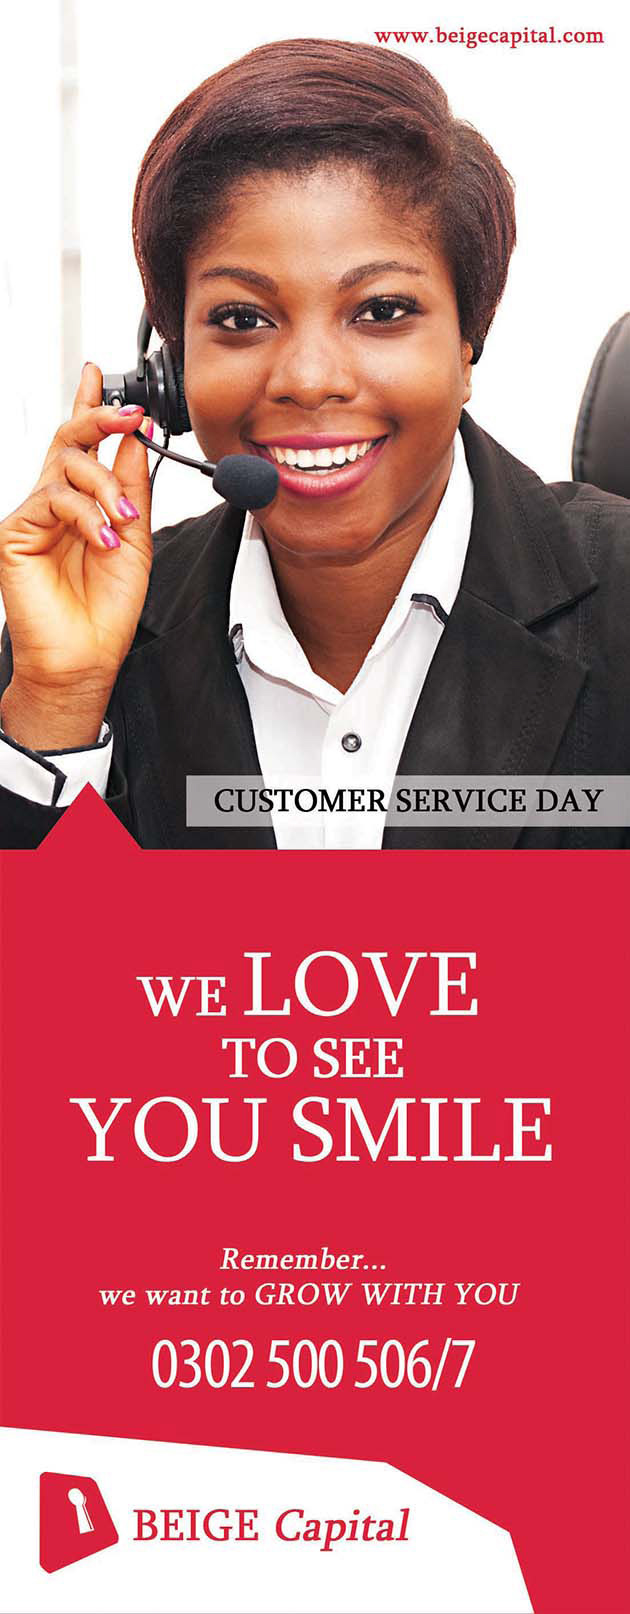 www.beigecapital.com
CUSTOMER SERVICE DAY
WE LOVE
TO SEE
YOU SMILE
Remember...
we want to GROW WITH YOU
0302 500 506/7
BEIGE Capital